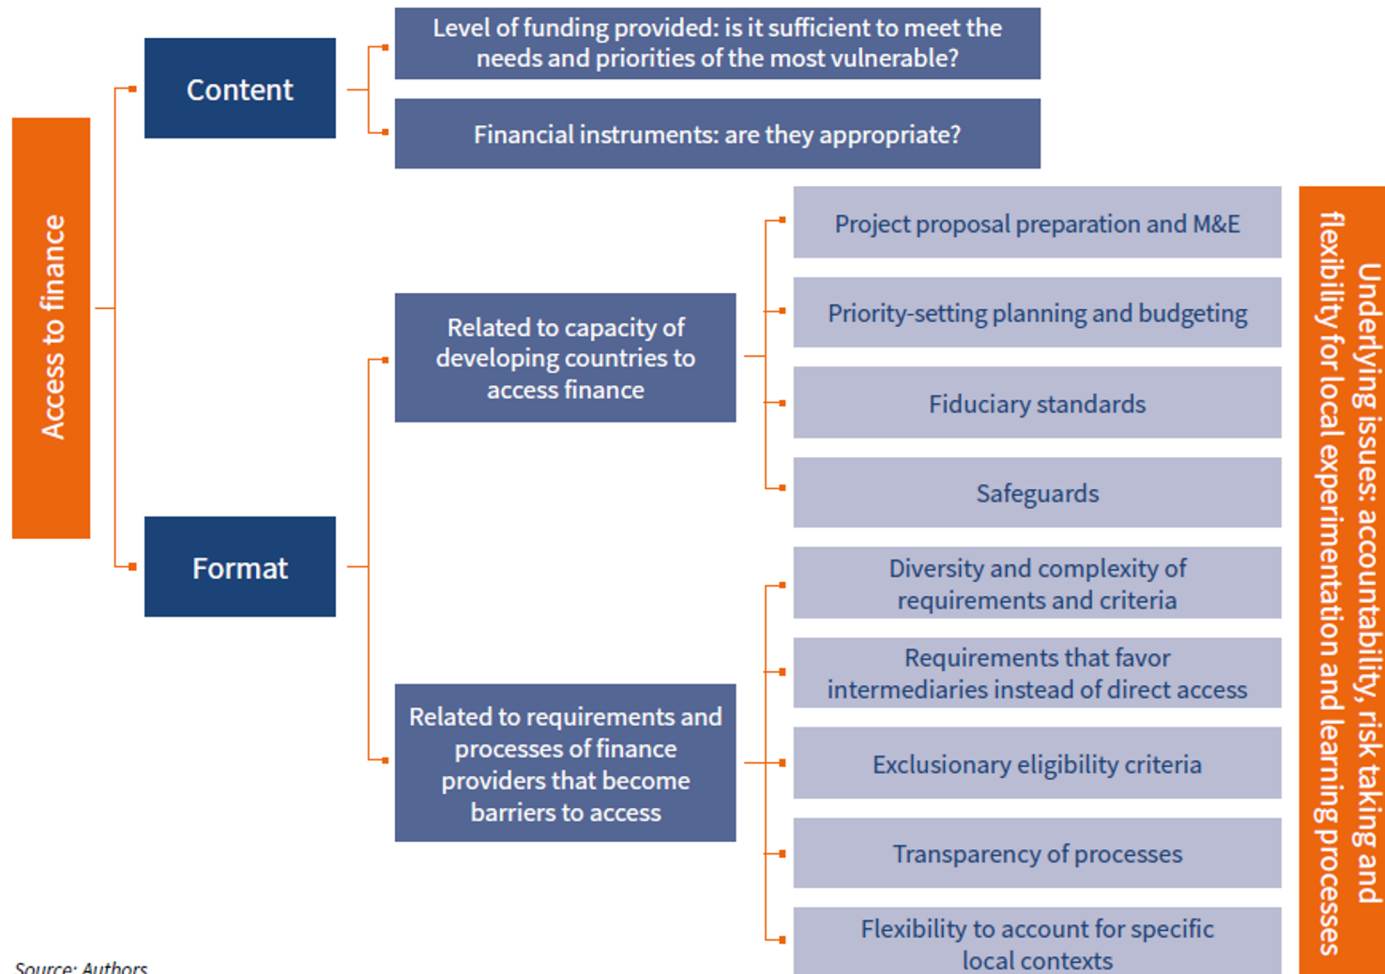 Access to finance
Content
Level of funding provided: is it sufficient to meet the
needs and priorities of the most vulnerable?
Financial instruments: are they appropriate?
Format
Related to capacity of
developing countries to
access finance
Project proposal preparation and M&E
Priority-setting planning and budgeting
Fiduciary standards
Safeguards
Related to requirements and
processes of finance
providers that become
barriers to access
Diversity and complexity of
requirements and criteria
Requirements that favor
intermediaries instead of direct access
Exclusionary eligibility criteria
Transparency of processes
Flexibility to account for specific
local contexts
Underlying issues: accountability, risk taking and
flexibility for local experimentation and learning processes
Source: Authors